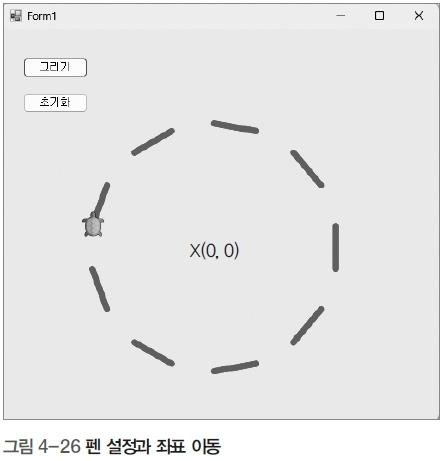 Form1
그리기
초기화
X(0, 0)
그림 4-26 펜 설정과 좌표 이동